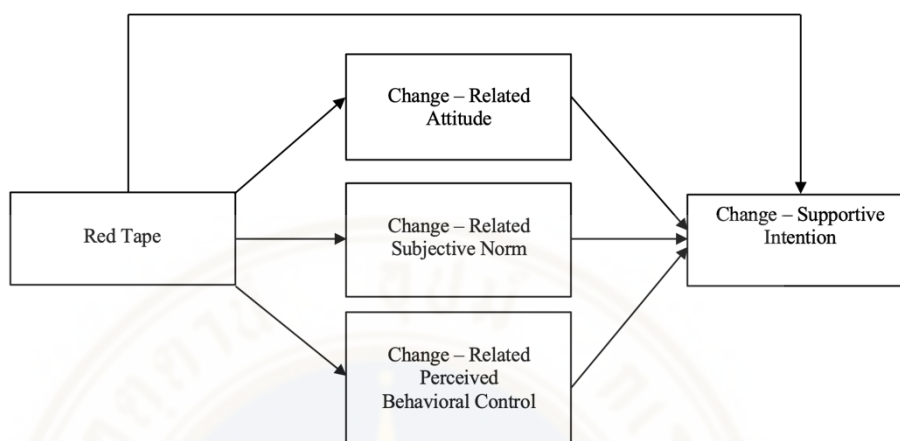 Change – Related
Attitude
Red Tape
Change – Related
Subjective Norm
Change – Supportive
Intention
Change – Related
Perceived
Behavioral Control